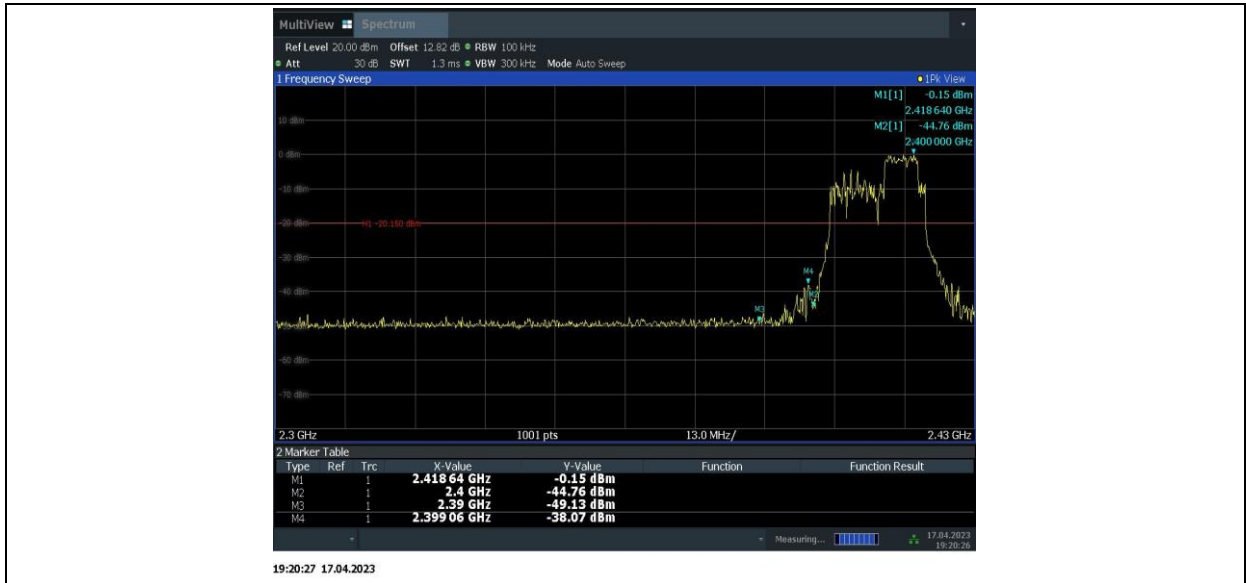 MultiView Spectrum
Ref Level 20.00 dBm Offset 12.82 dB RBW 100 kHz
Att 30 dB SWT 1.3 ms VBW 300 kHz Mode Auto Sweep
1 Frequency Sweep 1Pk View
M1[1] -0.15 dBm
2.418 640 GHz
10 dBm
M2[1] -44.76 dBm
2.400 000 GHz
0 dBm
-10 dBm
-20 dBm H1 -20.150 dBm
-30 dBm
M4
-40 dBm
M2
M3
-60 dBm
-70 dBm
2.3 GHz 1001 pts 13.0 MHz/ 2.43 GHz
2 Marker Table
Type Ref Trc X-Value Y-Value Function Function Result
M1 1 2.418 64 GHz -0.15 dBm
M2 1 2.4 GHz -44.76 dBm
M3 1 2.39 GHz -49.13 dBm
M4 1 2.399 06 GHz -38.07 dBm
Measuring... 17.04.2023
19:20:26
19:20:27 17.04.2023